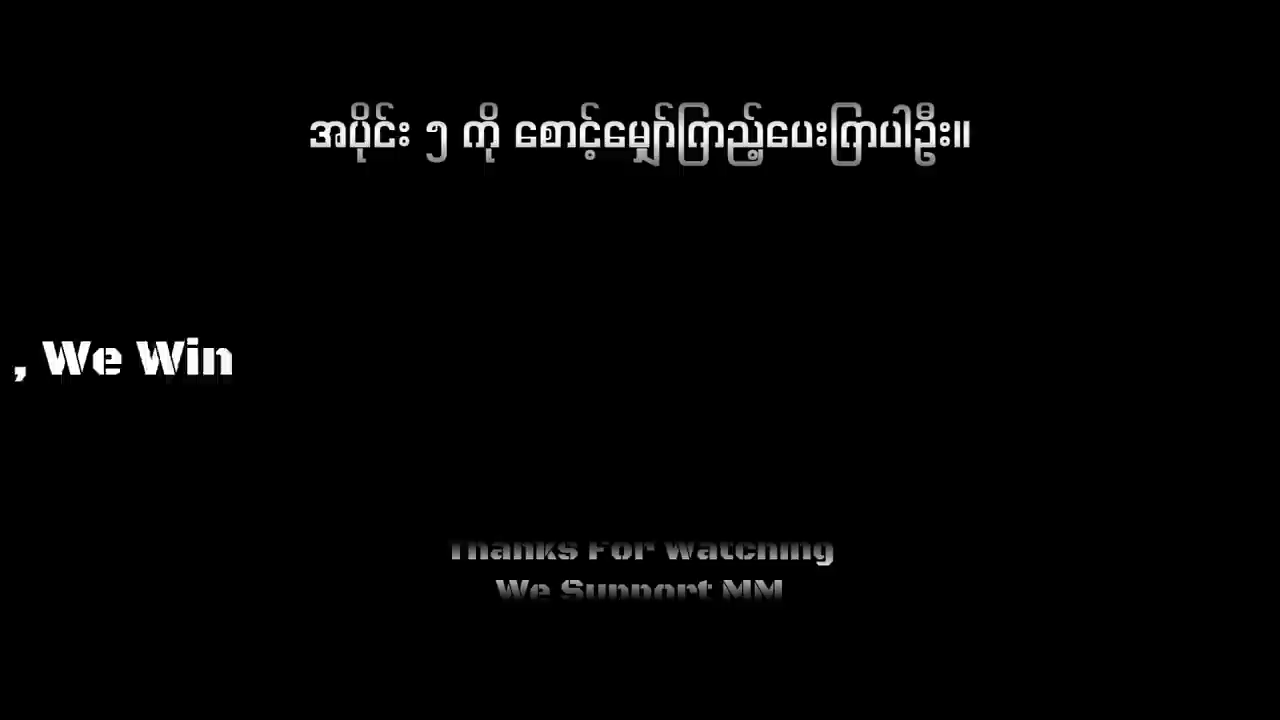 အပိုင်း ၅ ကို စောင့်မျှော်ကြည့်ပေးကြပါဦး။
, We Win
Thanks For Watching
We Support MM